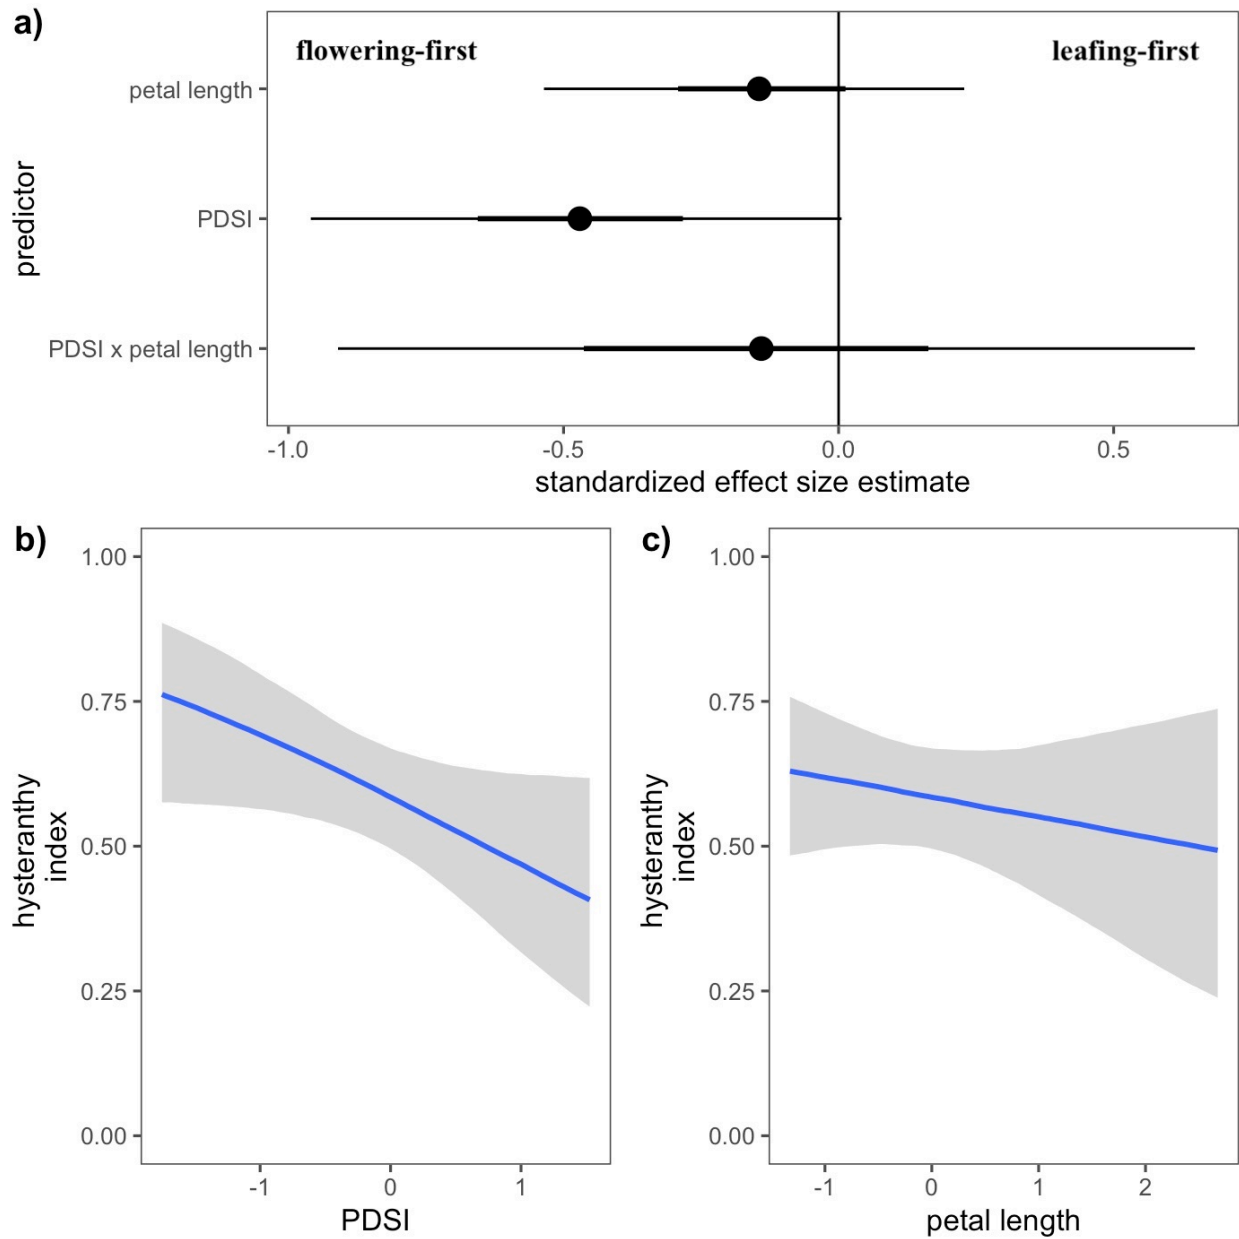 a)
flowering-first
leafing-first
petal length
PDSI
PDSI x petal length
predictor
-1.0
-0.5
0.0
0.5
standardized effect size estimate
b)
1.00
0.75
0.50
0.25
0.00
hysteranthy
index
-1
0
1
PDSI
c)
1.00
0.75
0.50
0.25
0.00
hysteranthy
index
-1
0
1
2
petal length